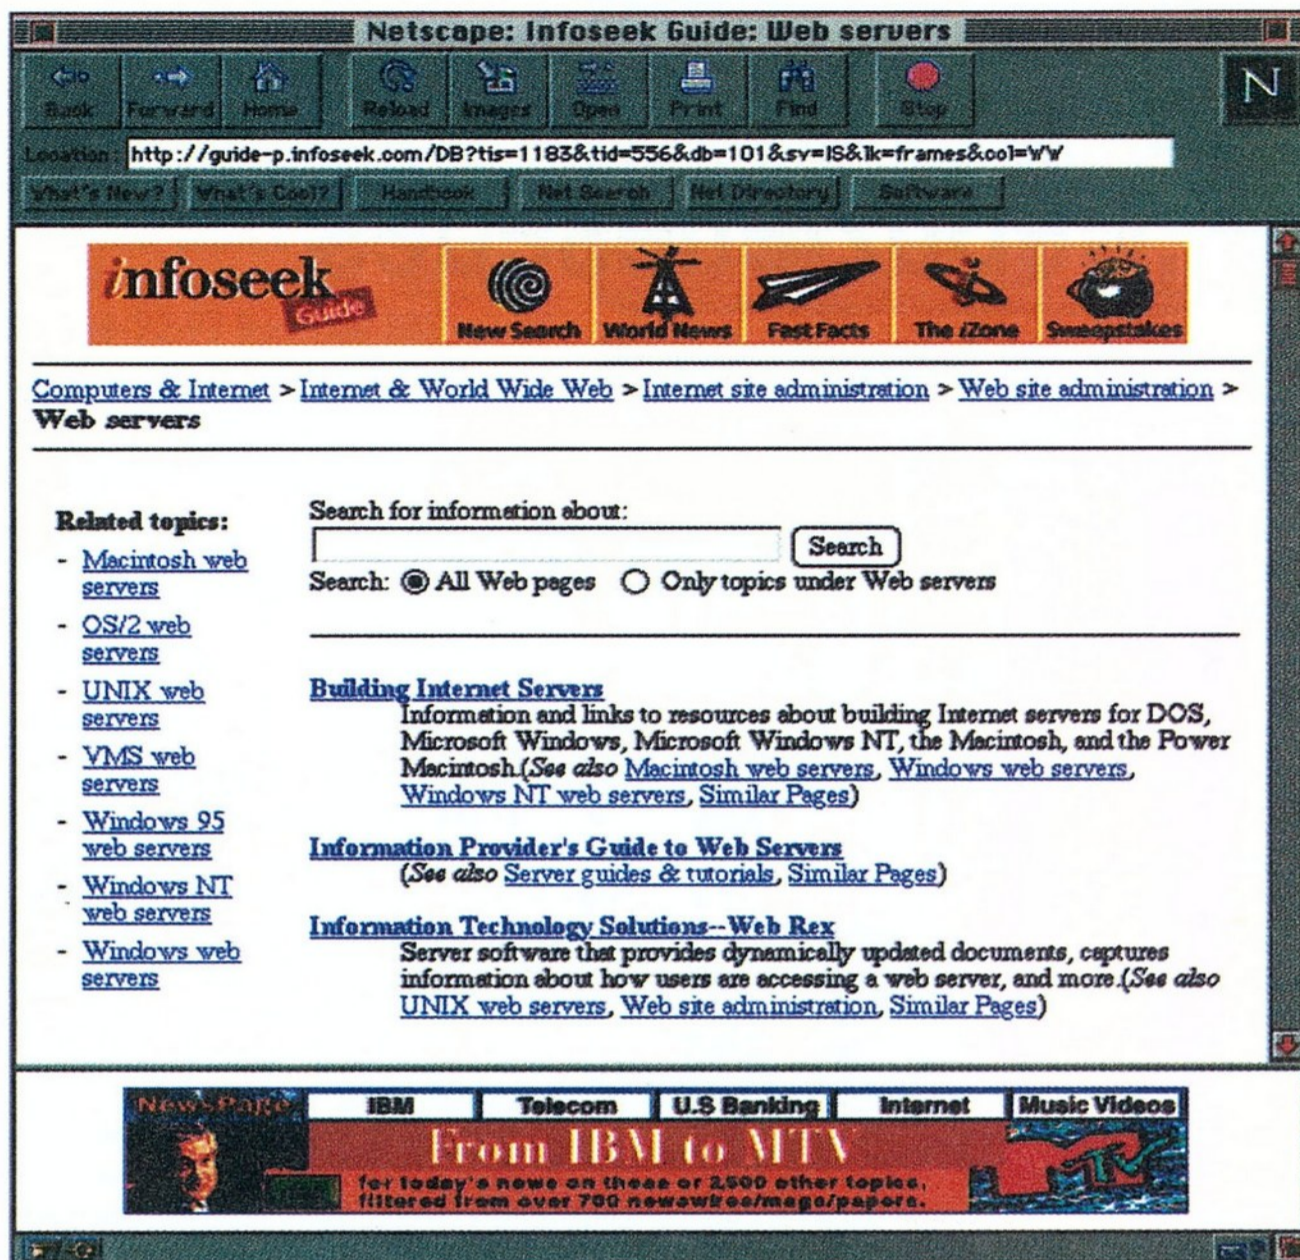 Netscape: Infoseek Guide: Web servers
Back Forward Home Reload Images Open Print Find Stop
N
Location: http://guide-p.infoseek.com/DB?tis=1183&tid=556&db=101&sv=IS&lk=frames&col=WW
What's New? What's Cool? Handbook Net Search Net Directory Software
infoseek
Guide
New Search World News Fast Facts The iZone Sweepstakes
Computers & Internet > Internet & World Wide Web > Internet site administration > Web site administration >
Web servers
Related topics:
- Macintosh web
servers
- OS/2 web
servers
- UNIX web
servers
- VMS web
servers
- Windows 95
web servers
- Windows NT
web servers
- Windows web
servers
Search for information about:
Search
Search: All Web pages Only topics under Web servers
Building Internet Servers
Information and links to resources about building Internet servers for DOS,
Microsoft Windows, Microsoft Windows NT, the Macintosh, and the Power
Macintosh.(See also Macintosh web servers, Windows web servers,
Windows NT web servers, Similar Pages)
Information Provider's Guide to Web Servers
(See also Server guides & tutorials, Similar Pages)
Information Technology Solutions--Web Rex
Server software that provides dynamically updated documents, captures
information about how users are accessing a web server, and more.(See also
UNIX web servers, Web site administration, Similar Pages)
NewsPage IBM Telecom U.S Banking Internet Music Videos
From IBM to MTV
for today's news on these or 2,500 other topics,
filtered from over 700 newswires/mags/papers.
MTV